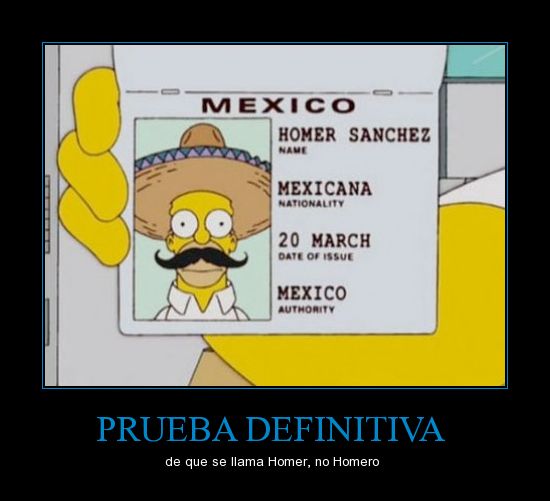 MEXICO
HOMER SANCHEZ
NAME
MEXICANA
NATIONALITY
20 MARCH
DATE OF ISSUE
MEXICO
AUTHORITY
PRUEBA DEFINITIVA
de que se llama Homer, no Homero